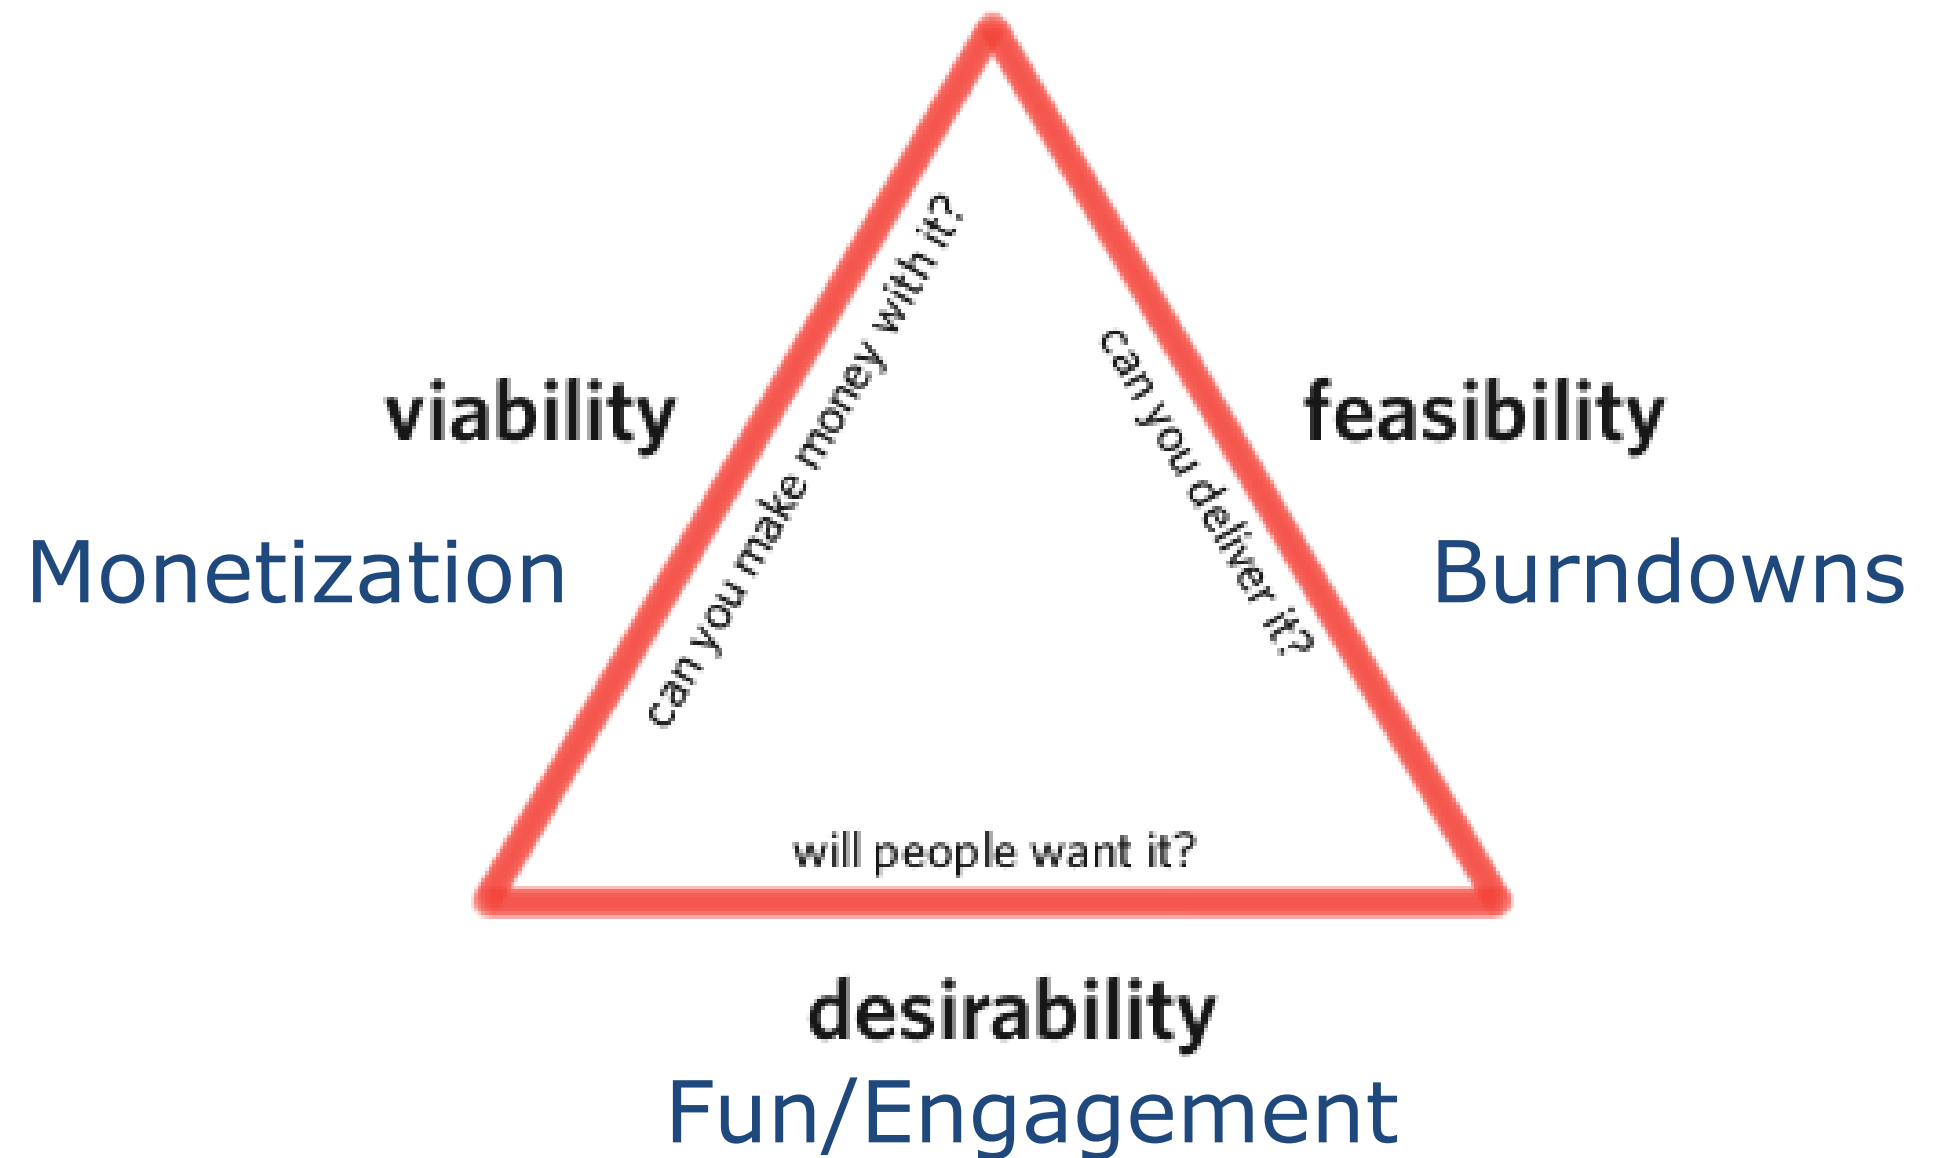 can you make money with it?
can you deliver it?
viability
feasibility
Monetization
Burndowns
will people want it?
desirability
Fun/Engagement